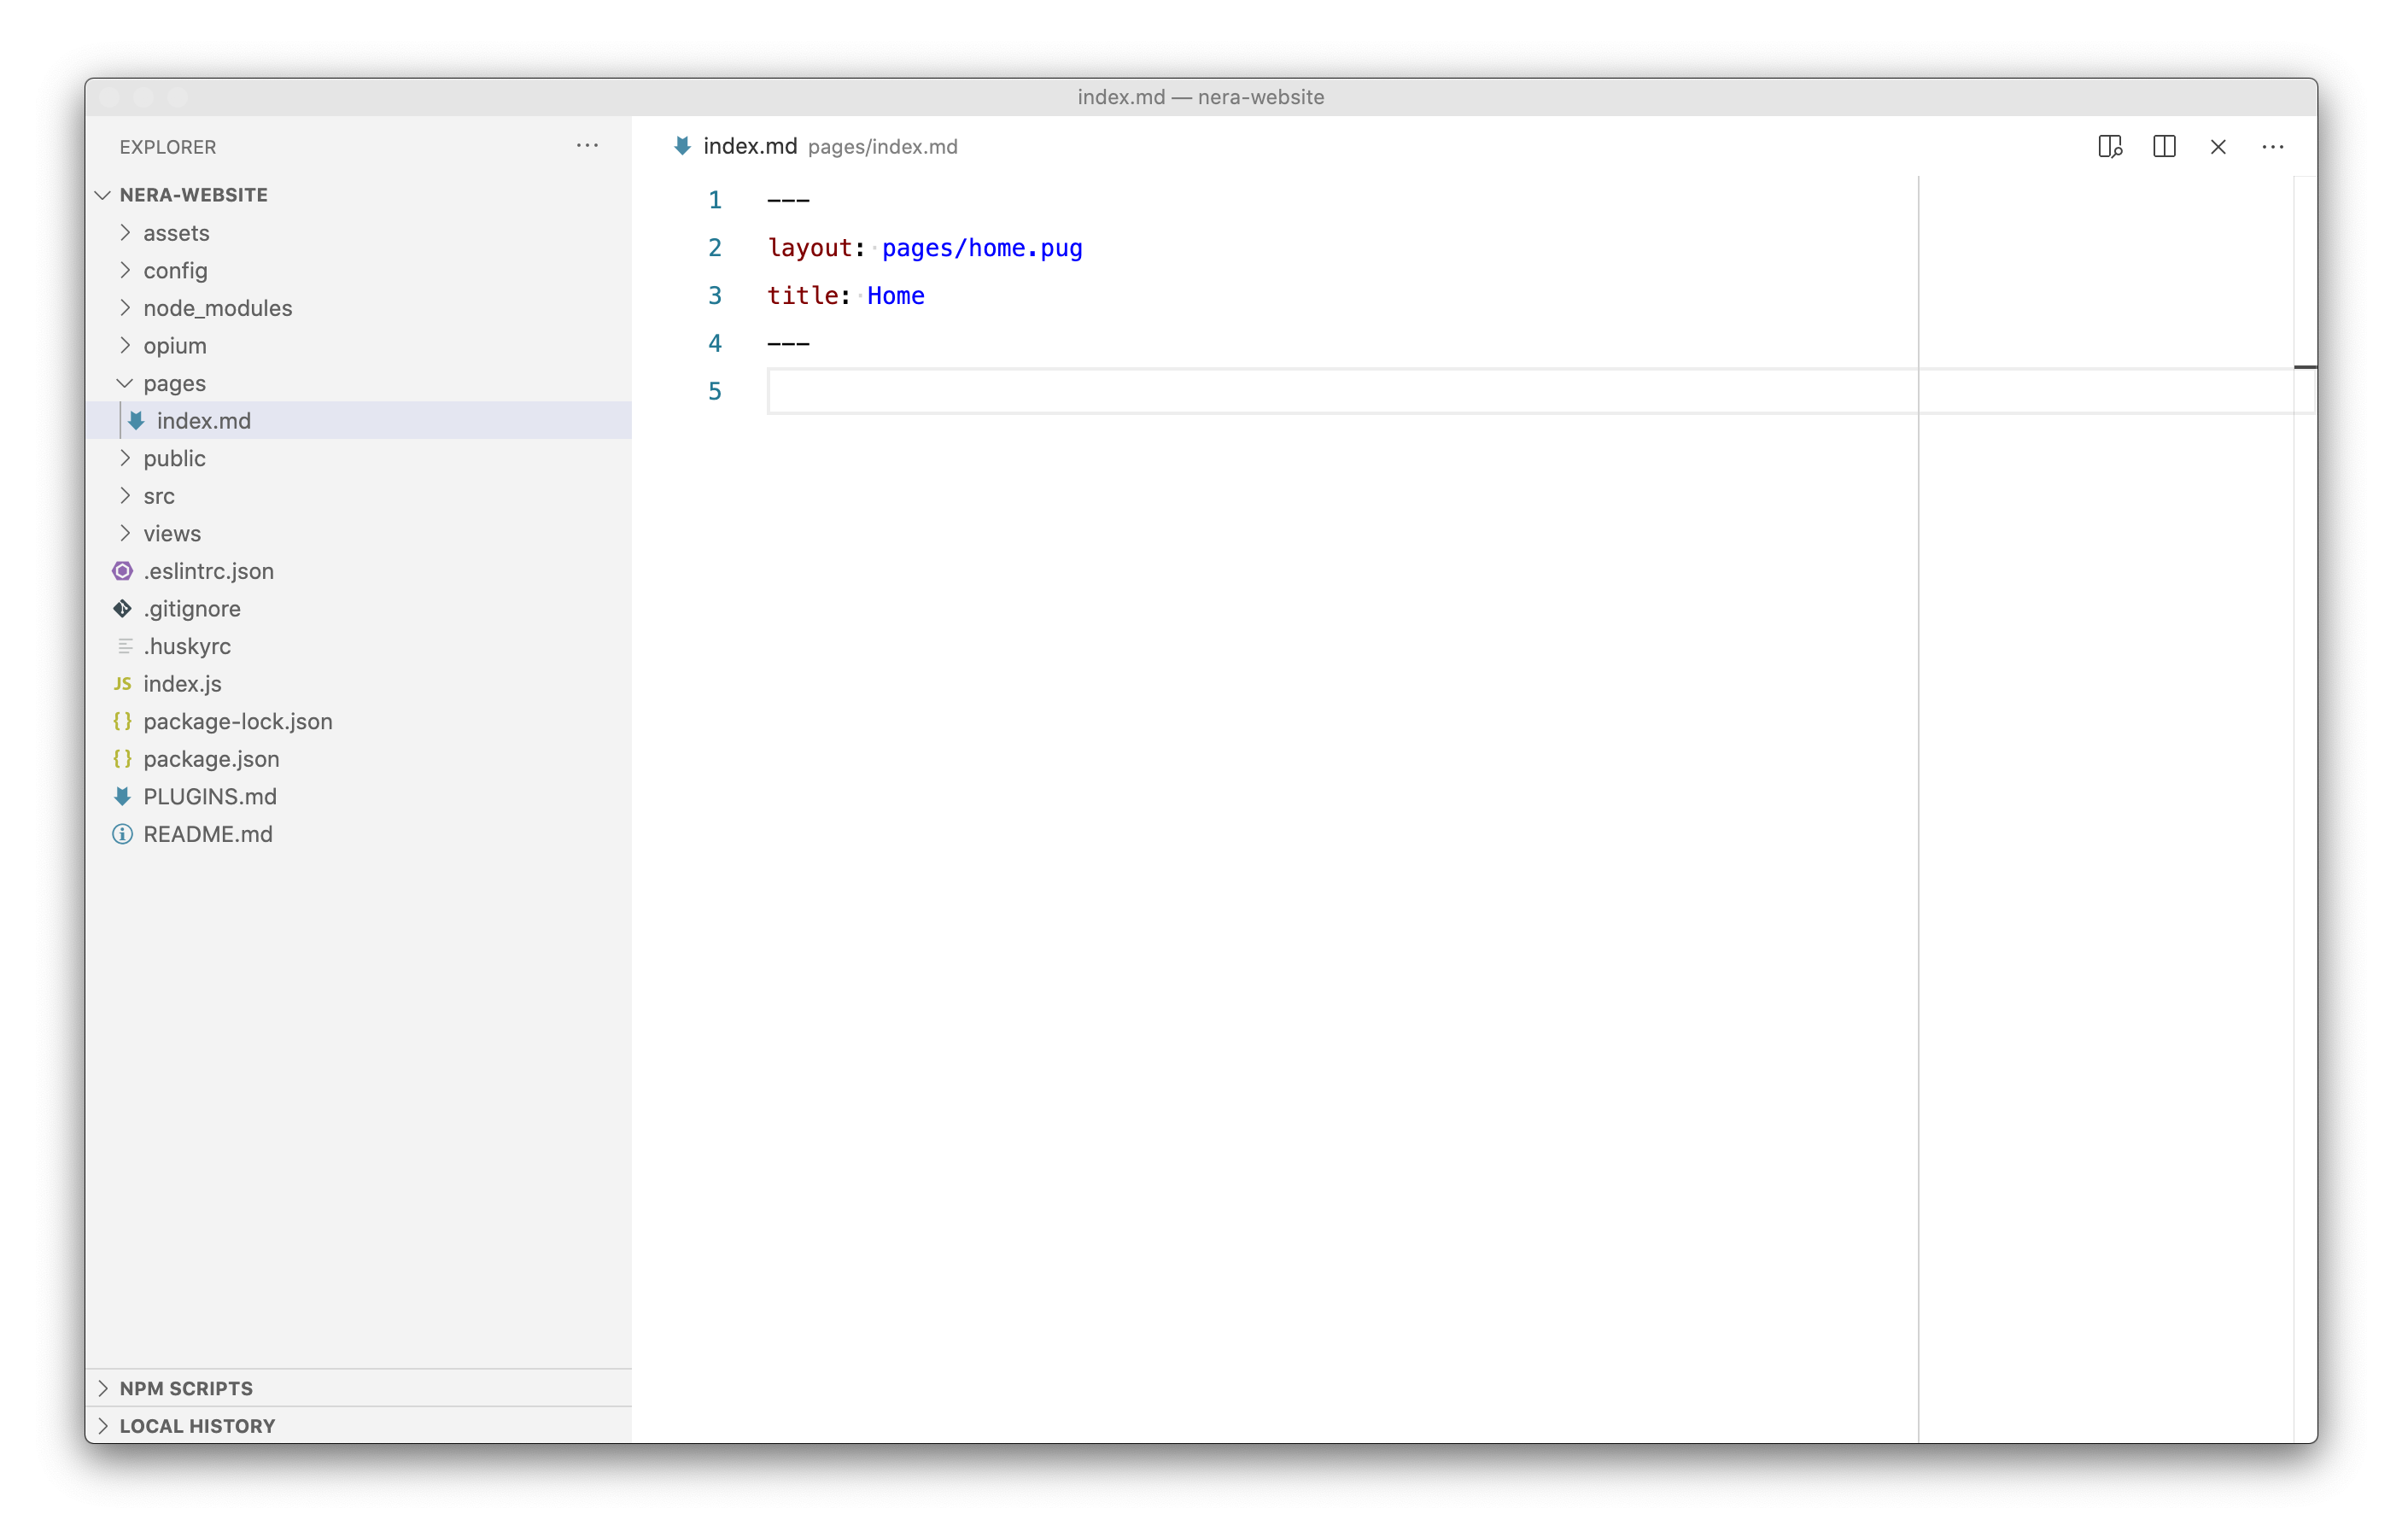 index.md — nera-website
EXPLORER
NERA-WEBSITE
assets
config
node_modules
opium
pages
index.md
public
src
views
.eslintrc.json
.gitignore
.huskyrc
JS index.js
{} package-lock.json
{} package.json
PLUGINS.md
README.md
NPM SCRIPTS
LOCAL HISTORY
index.md pages/index.md
1 ---
2 layout: pages/home.pug
3 title: Home
4 ---
5